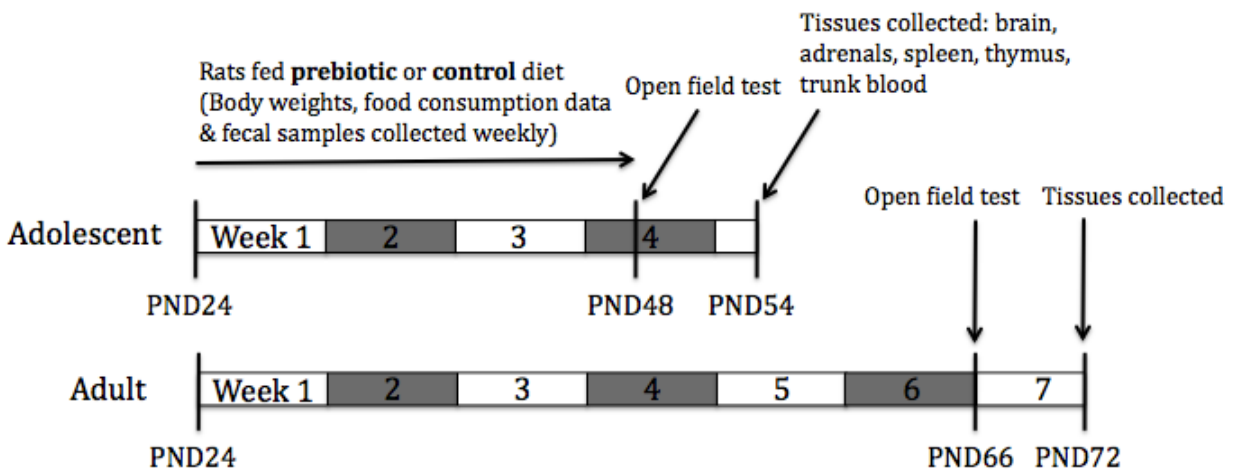 Tissues collected: brain,
adrenals, spleen, thymus,
trunk blood
Rats fed prebiotic or control diet
(Body weights, food consumption data
& fecal samples collected weekly)
Open field test
Adolescent
Week 1 2 3 4
PND24 PND48 PND54
Open field test Tissues collected
Adult
Week 1 2 3 4 5 6 7
PND24 PND66 PND72